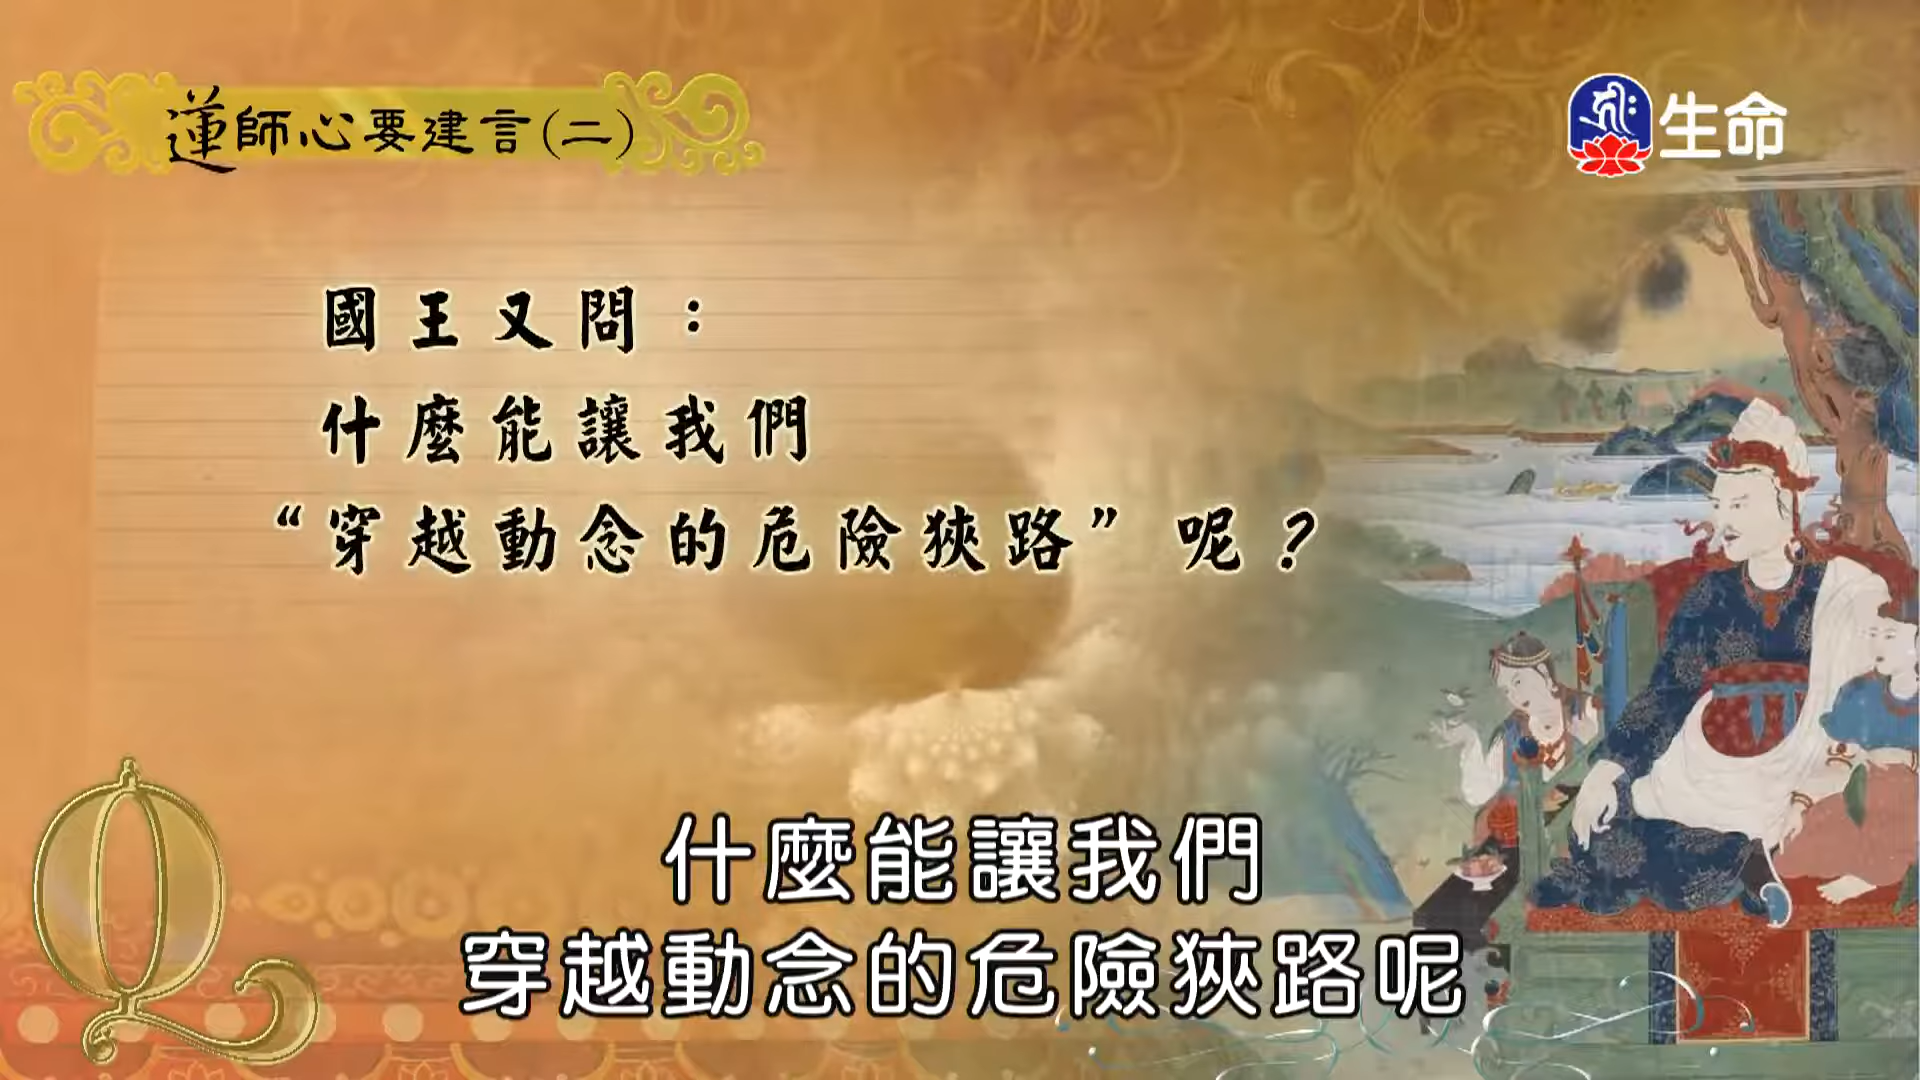 蓮師心要建言(二)
生命
國王又問：
什麼能讓我們
“穿越動念的危險狹路”呢？
Q
什麼能讓我們
穿越動念的危險狹路呢